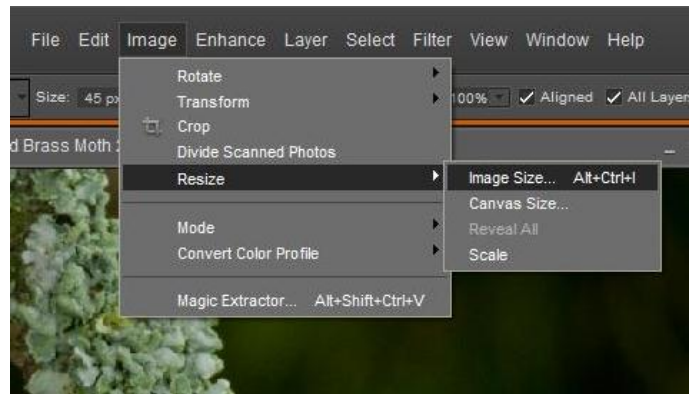 File Edit Image Enhance Layer Select Filter View Window Help
Size: 45 px 100% Aligned All Layer
d Brass Moth
Rotate
Transform
Crop
Divide Scanned Photos
Resize
Image Size... Alt+Ctrl+I
Canvas Size...
Reveal All
Scale
Mode
Convert Color Profile
Magic Extractor... Alt+Shift+Ctrl+V